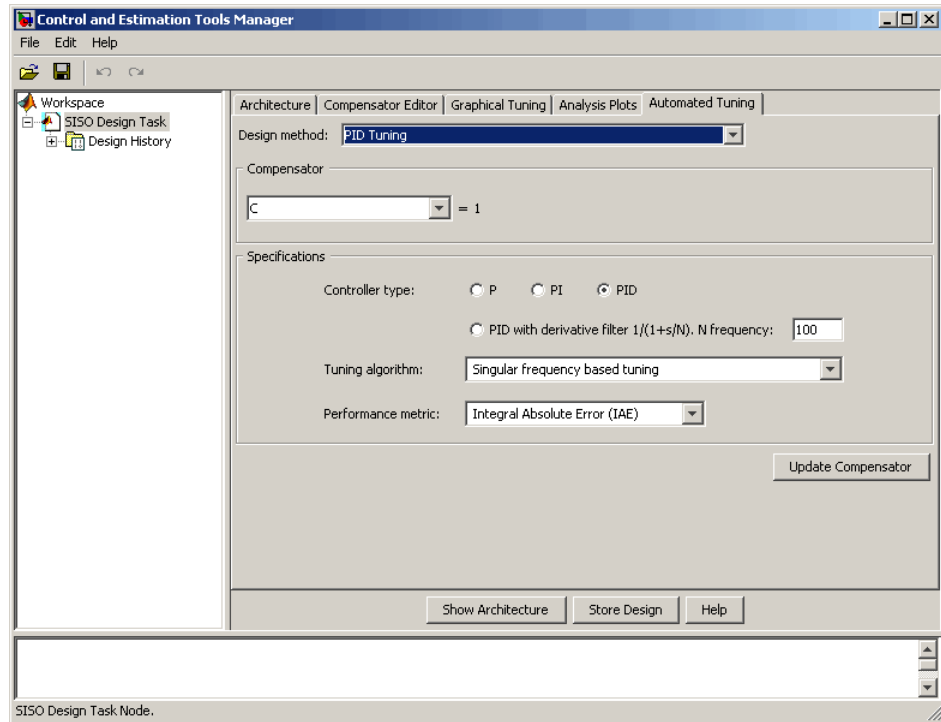 Control and Estimation Tools Manager
File Edit Help
Workspace
SISO Design Task
Design History
Architecture Compensator Editor Graphical Tuning Analysis Plots Automated Tuning
Design method: PID Tuning
Compensator
C = 1
Specifications
Controller type: P PI PID
PID with derivative filter 1/(1+s/N). N frequency: 100
Tuning algorithm: Singular frequency based tuning
Performance metric: Integral Absolute Error (IAE)
Update Compensator
Show Architecture Store Design Help
SISO Design Task Node.